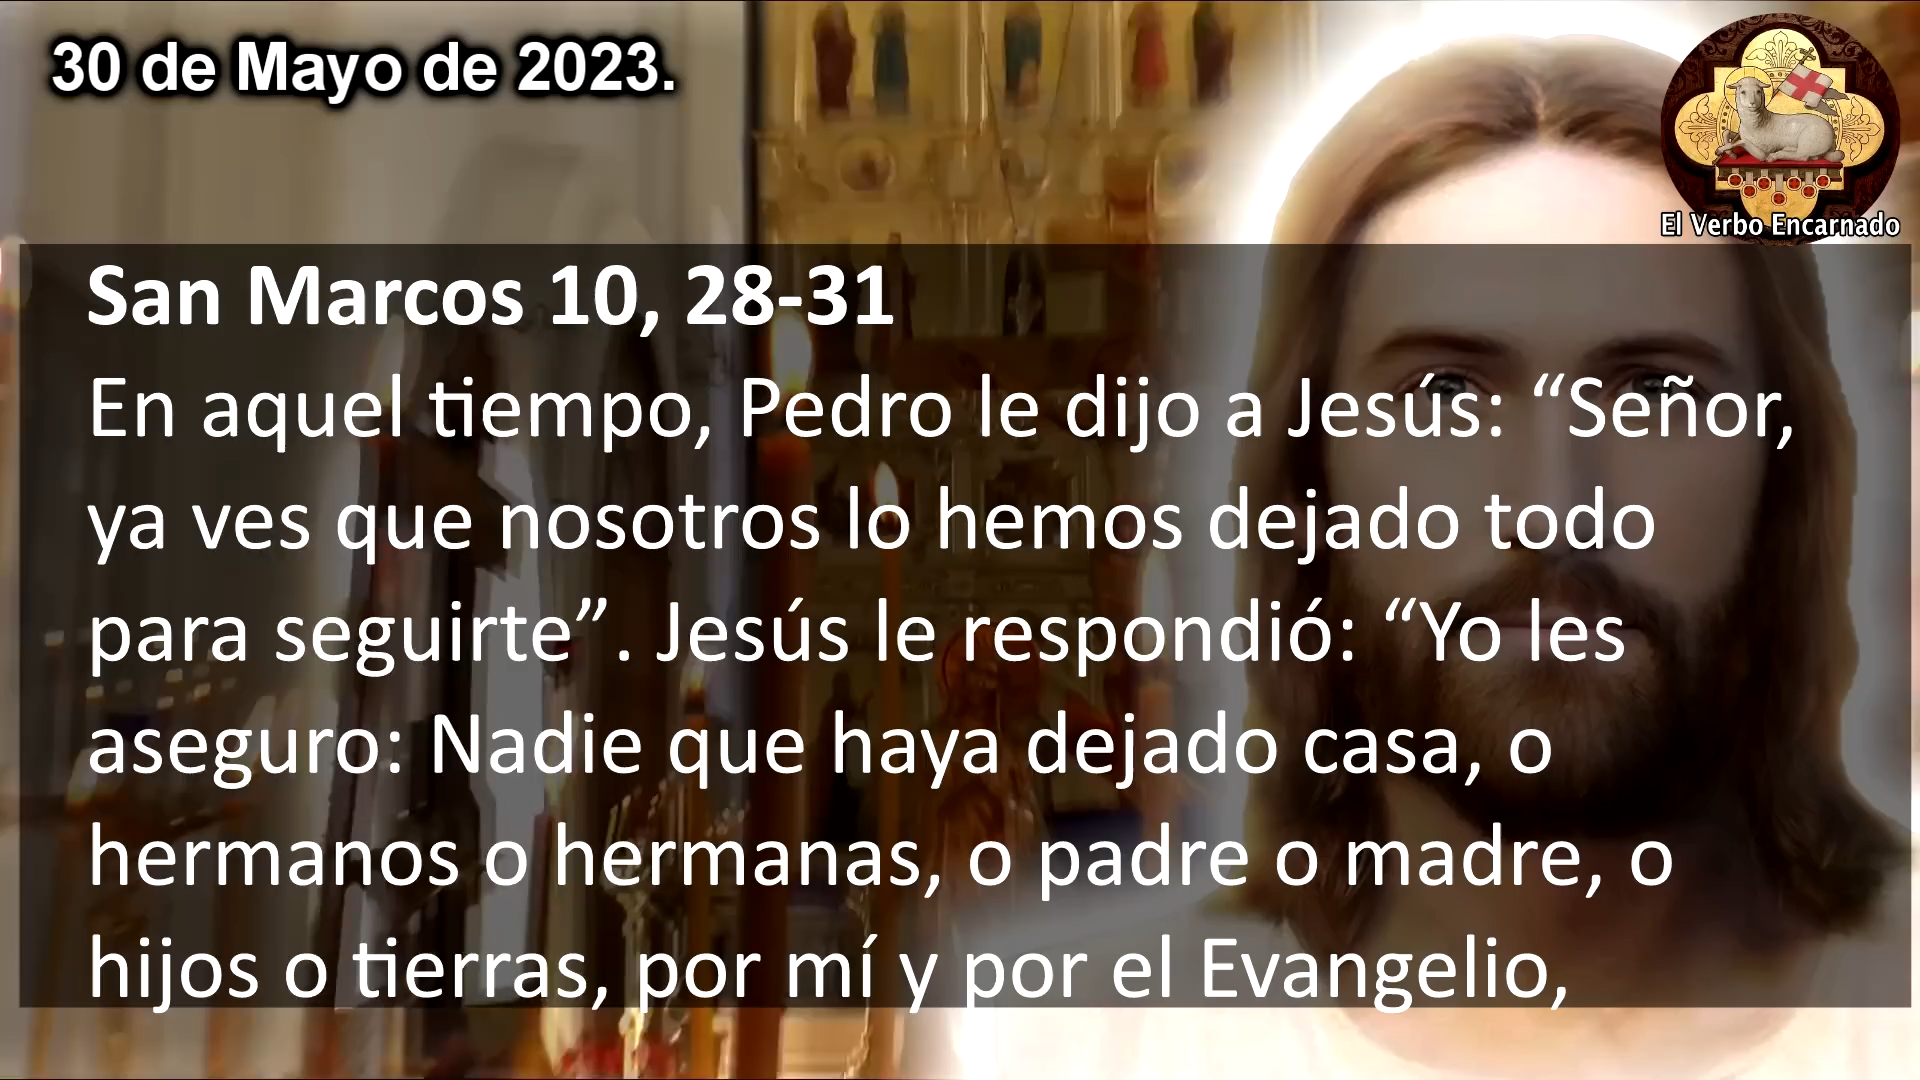 30 de Mayo de 2023.
El Verbo Encarnado
San Marcos 10, 28-31
En aquel tiempo, Pedro le dijo a Jesús: “Señor,
ya ves que nosotros lo hemos dejado todo
para seguirte”. Jesús le respondió: “Yo les
aseguro: Nadie que haya dejado casa, o
hermanos o hermanas, o padre o madre, o
hijos o tierras, por mí y por el Evangelio,